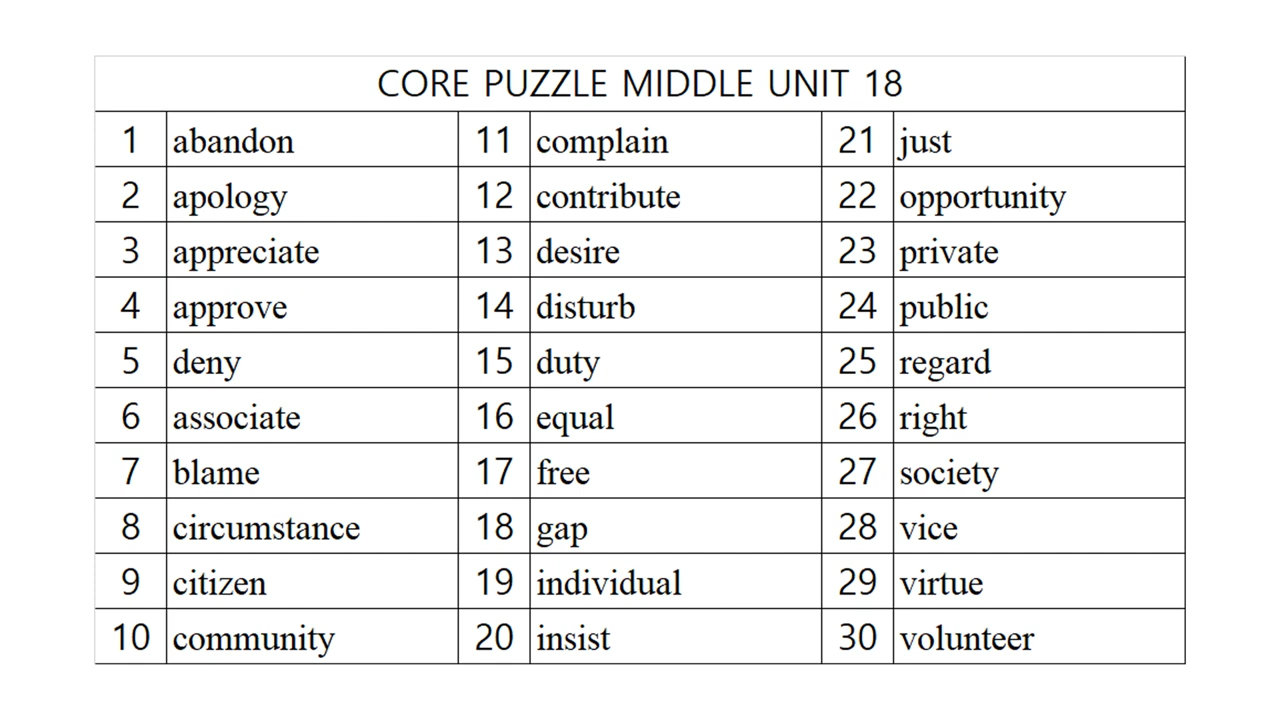 CORE PUZZLE MIDDLE UNIT 18
1 abandon 11 complain 21 just
2 apology 12 contribute 22 opportunity
3 appreciate 13 desire 23 private
4 approve 14 disturb 24 public
5 deny 15 duty 25 regard
6 associate 16 equal 26 right
7 blame 17 free 27 society
8 circumstance 18 gap 28 vice
9 citizen 19 individual 29 virtue
10 community 20 insist 30 volunteer